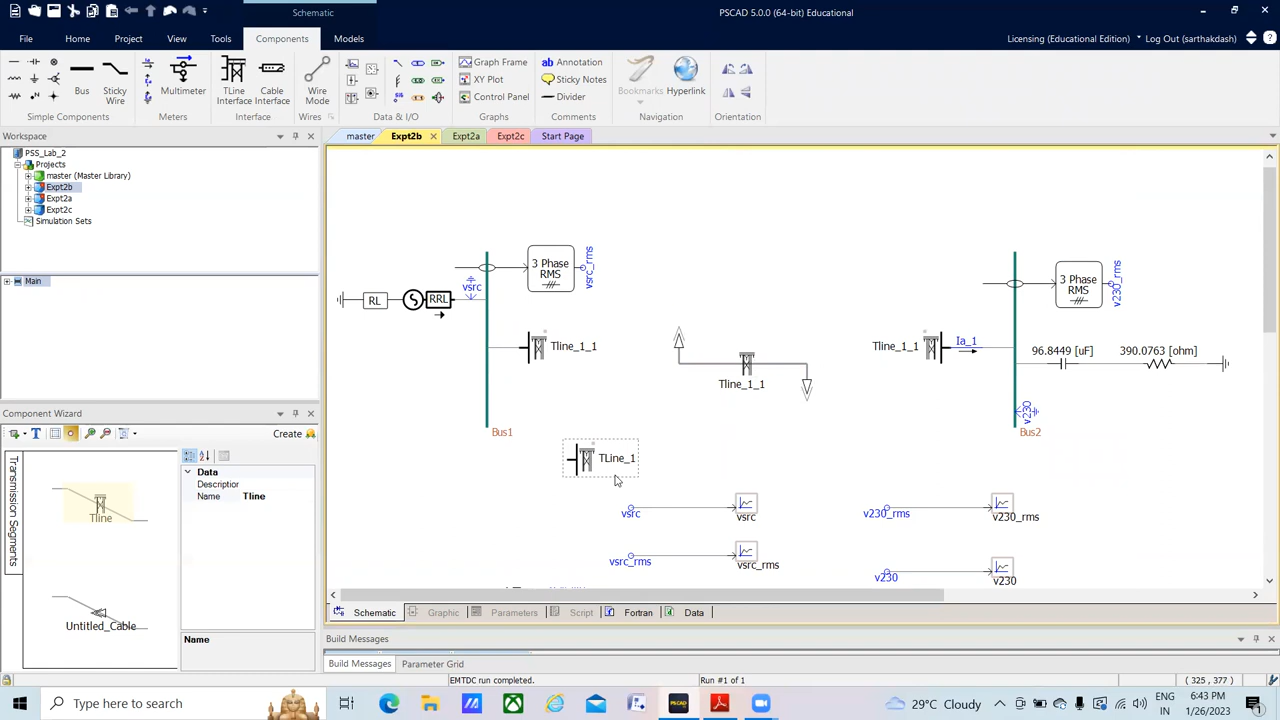 Schematic
PSCAD 5.0.0 (64-bit) Educational
File
Home
Project
View
Tools
Components
Models
Licensing (Educational Edition)
Log Out (sarthakdash)
Bus
Sticky
Wire
Multimeter
TLine
Interface
Cable
Interface
Wire
Mode
Graph Frame
XY Plot
Control Panel
Annotation
Sticky Notes
Divider
Bookmarks
Hyperlink
Simple Components
Meters
Interface
Wires
Data & I/O
Graphs
Comments
Navigation
Orientation
Workspace
master
Expt2b
Expt2a
Expt2c
Start Page
PSS_Lab_2
Projects
master (Master Library)
Expt2b
Expt2a
Expt2c
Simulation Sets
Main
Component Wizard
Create
Transmission Segments
Tline
Untitled_Cable
Data
Descriptior
Name Tline
Name
RL
RRL
vsrc
3 Phase
RMS
vsrc_rms
Tline_1_1
Bus1
Tline_1_1
TLine_1
Tline_1_1
Ia_1
3 Phase
RMS
v230_rms
96.8449 [uF]
390.0763 [ohm]
v230
Bus2
vsrc
vsrc
v230_rms
v230_rms
vsrc_rms
vsrc_rms
v230
v230
Schematic
Graphic
Parameters
Script
Fortran
Data
Build Messages
Build Messages
Parameter Grid
EMTDC run completed.
Run #1 of 1
( 325, 377)
Type here to search
29°C Cloudy
ENG
IN
6:43 PM
1/26/2023